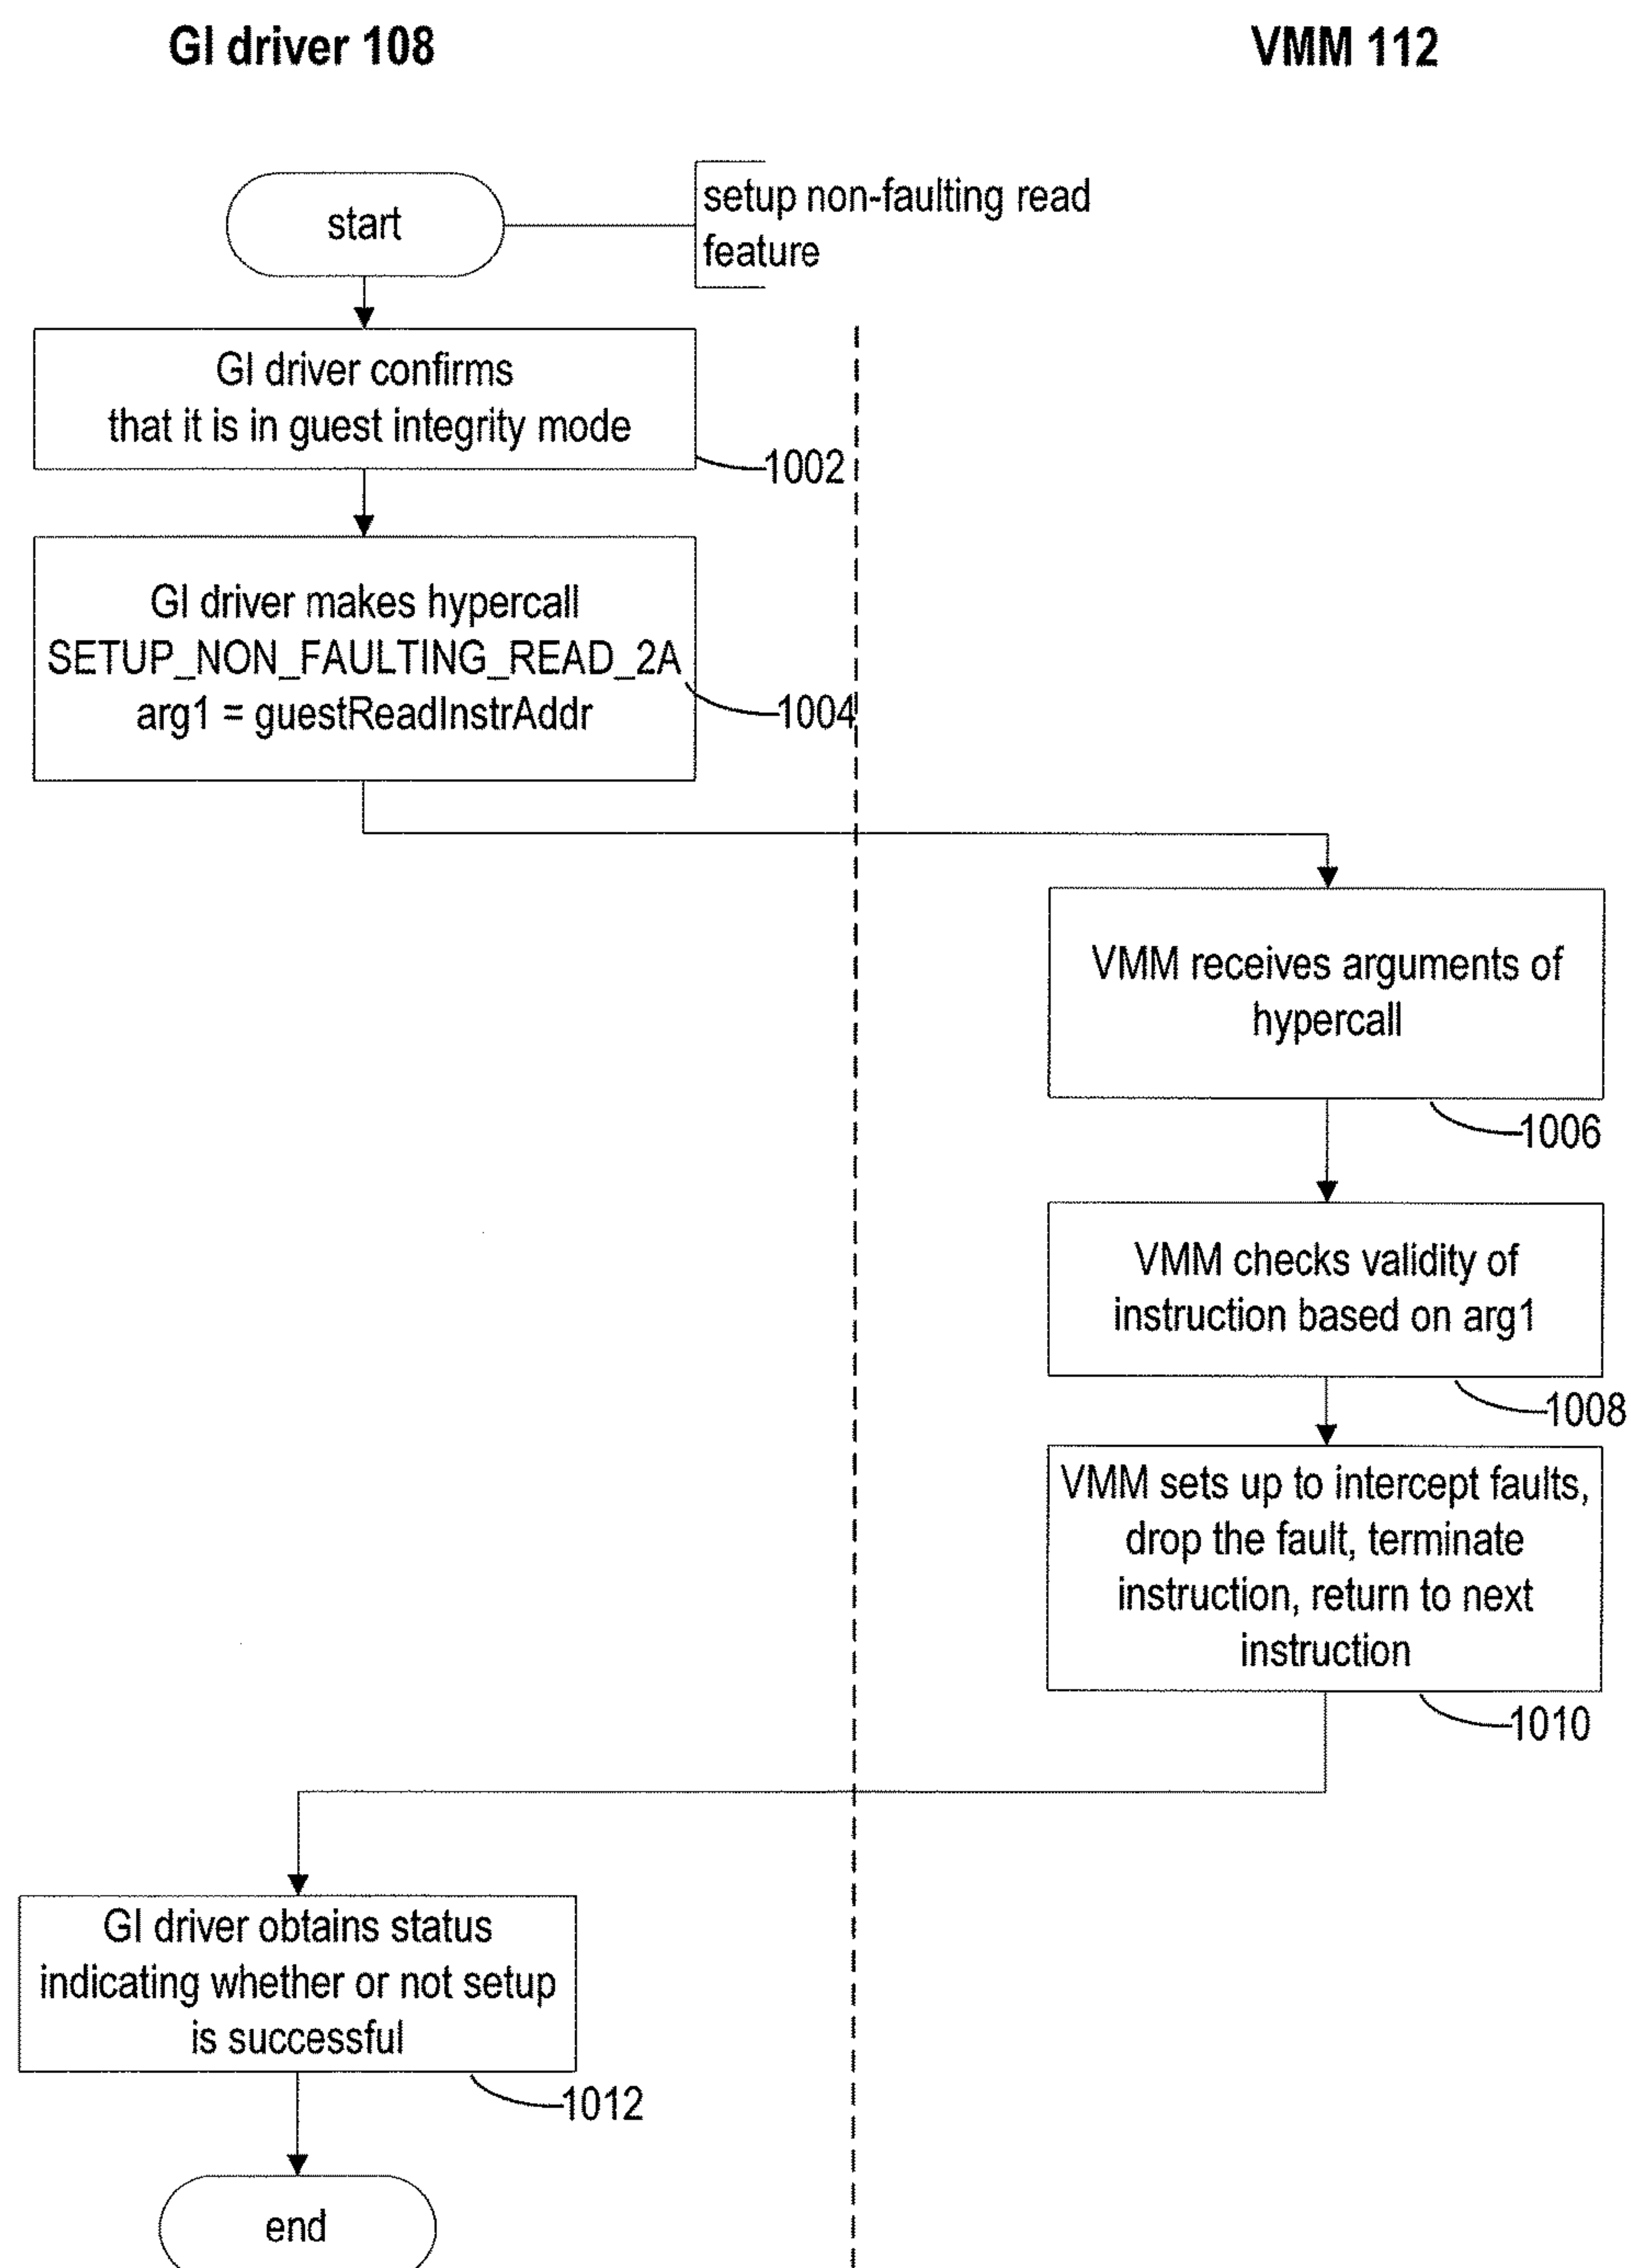 GI driver 108
VMM 112
start
setup non-faulting read
feature
GI driver confirms
that it is in guest integrity mode
1002
GI driver makes hypercall
SETUP_NON_FAULTING_READ_2A
arg1 = guestReadInstrAddr
1004
VMM receives arguments of
hypercall
1006
VMM checks validity of
instruction based on arg1
1008
VMM sets up to intercept faults,
drop the fault, terminate
instruction, return to next
instruction
1010
GI driver obtains status
indicating whether or not setup
is successful
1012
end